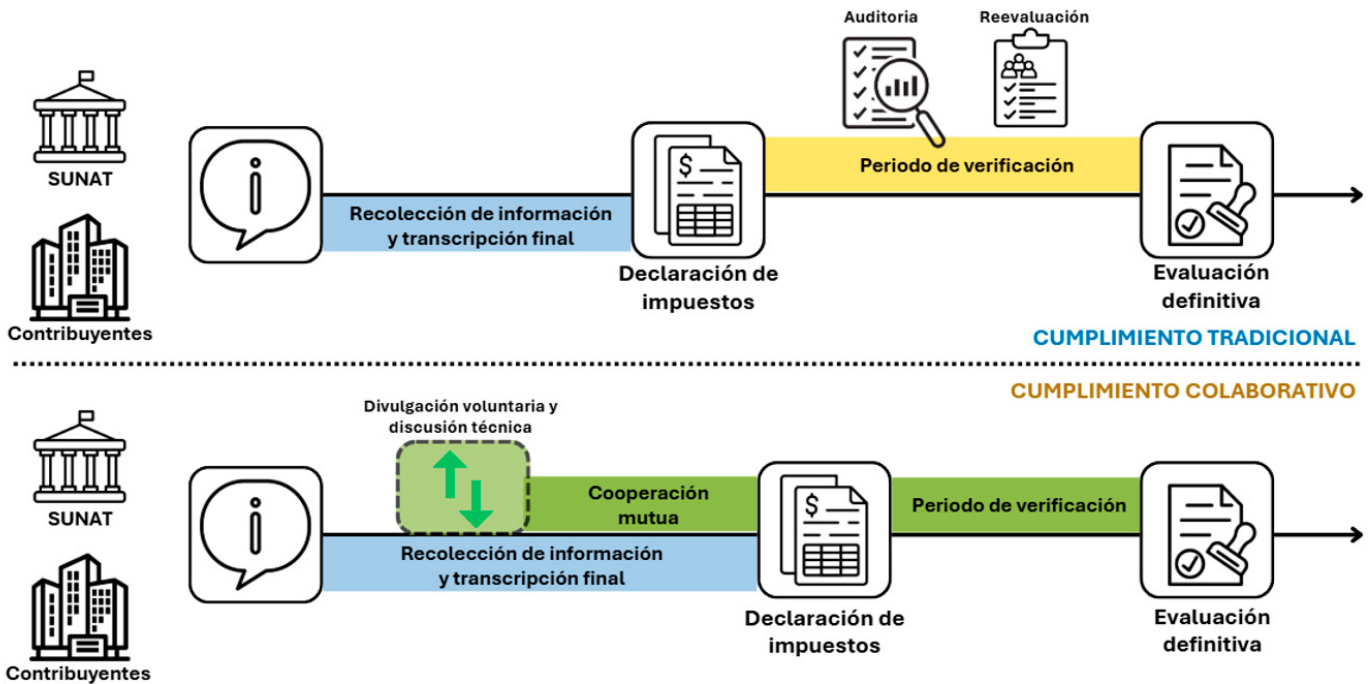 Auditoria
Reevaluación
SUNAT
Periodo de verificación
$
Recolección de información
y transcripción final
Declaración de
impuestos
Evaluación
definitiva
Contribuyentes
CUMPLIMIENTO TRADICIONAL
CUMPLIMIENTO COLABORATIVO
Divulgación voluntaria y
discusión técnica
SUNAT
Cooperación
mutua
$
Periodo de verificación
Recolección de información
y transcripción final
Declaración de
impuestos
Evaluación
definitiva
Contribuyentes